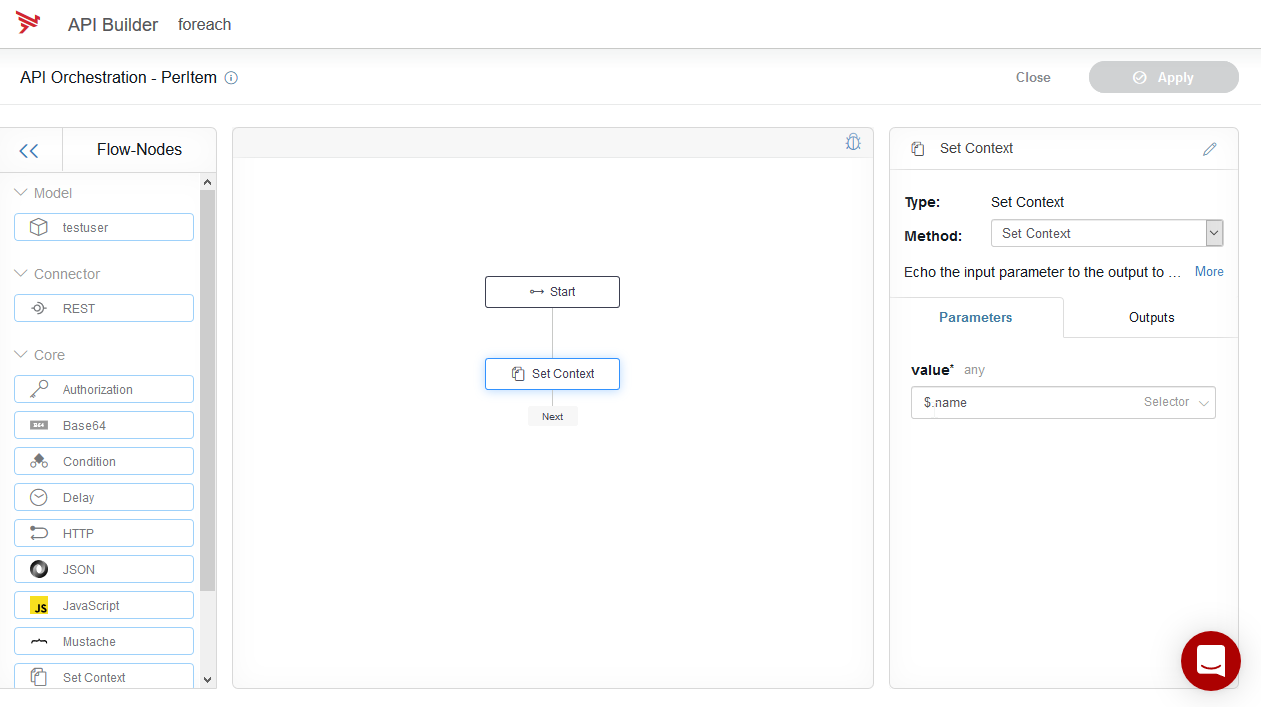 API Builder foreach
API Orchestration - PerItem
Close
Apply
Flow-Nodes
Model
testuser
Connector
REST
Core
Authorization
B64 Base64
Condition
Delay
HTTP
JSON
JS JavaScript
Mustache
Set Context
Start
Set Context
Next
Set Context
Type: Set Context
Method: Set Context
Echo the input parameter to the output to ... More
Parameters Outputs
value* any
$.name Selector